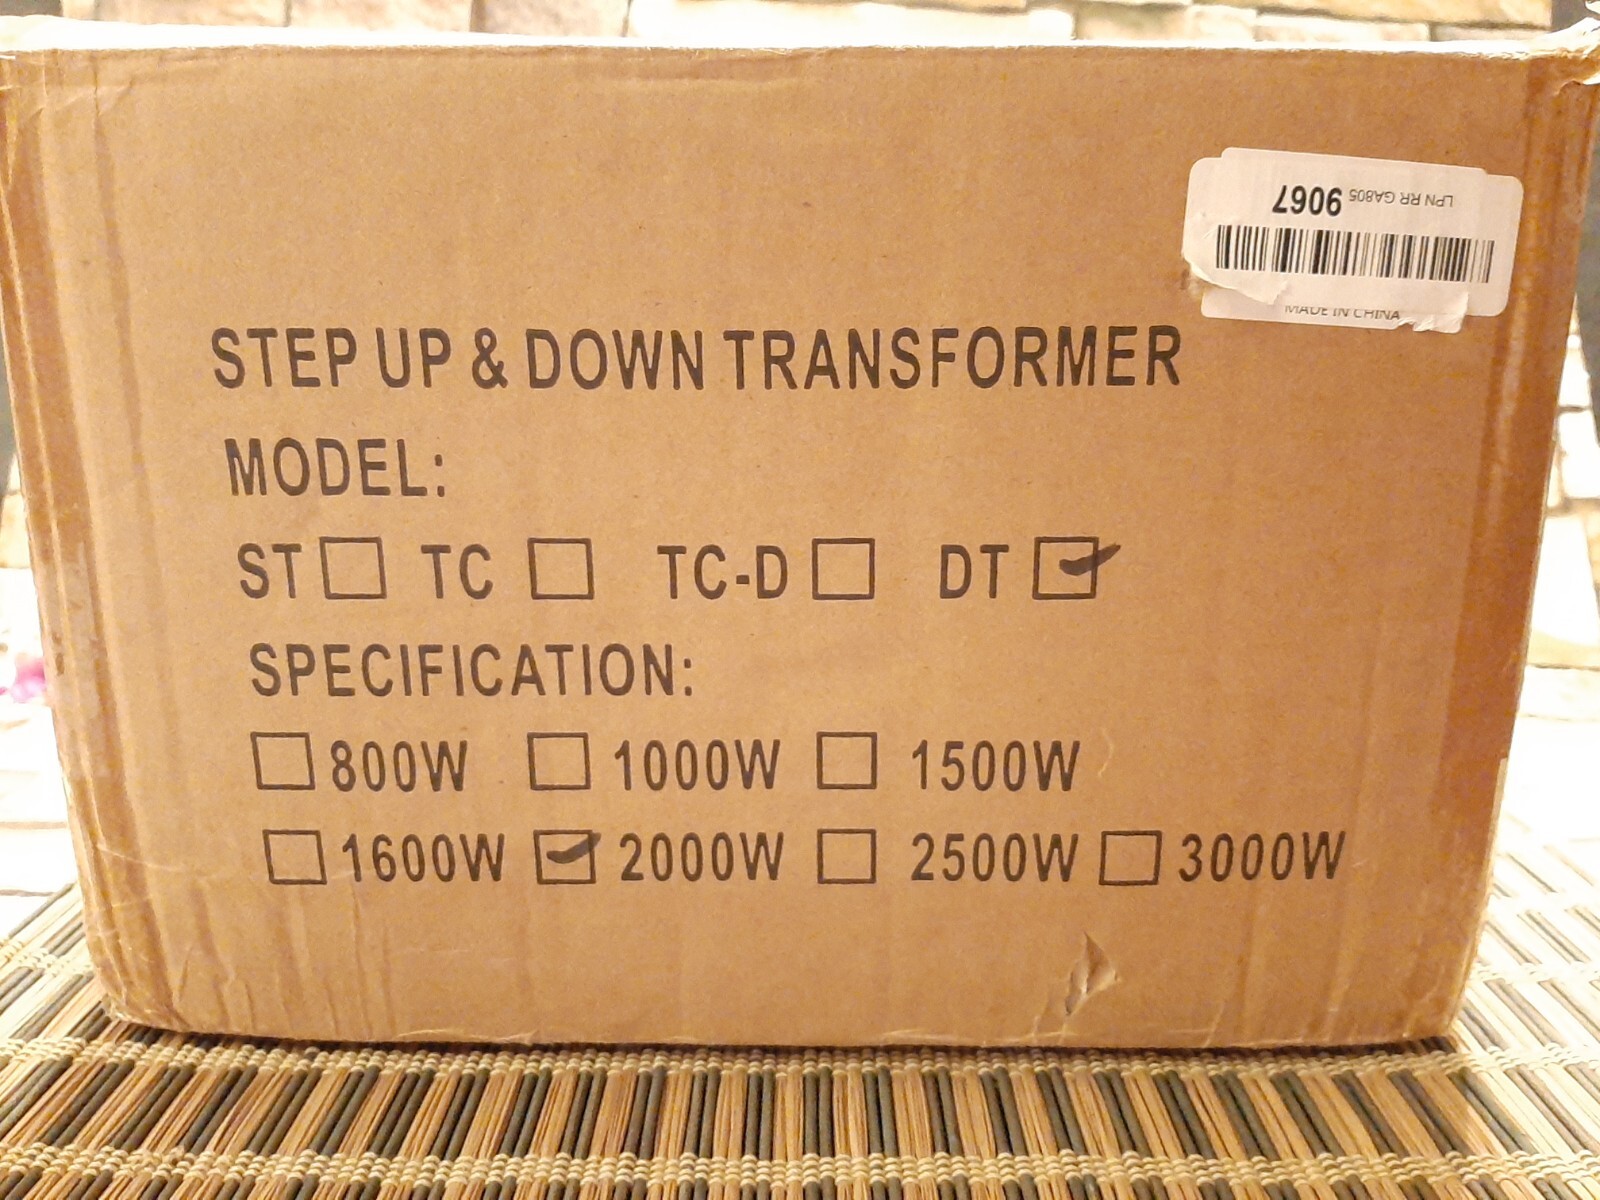 LPN RR GA805 9067
MADE IN CHINA
STEP UP & DOWN TRANSFORMER
MODEL:
ST TC TC-D DT
SPECIFICATION:
800W 1000W 1500W
1600W 2000W 2500W 3000W